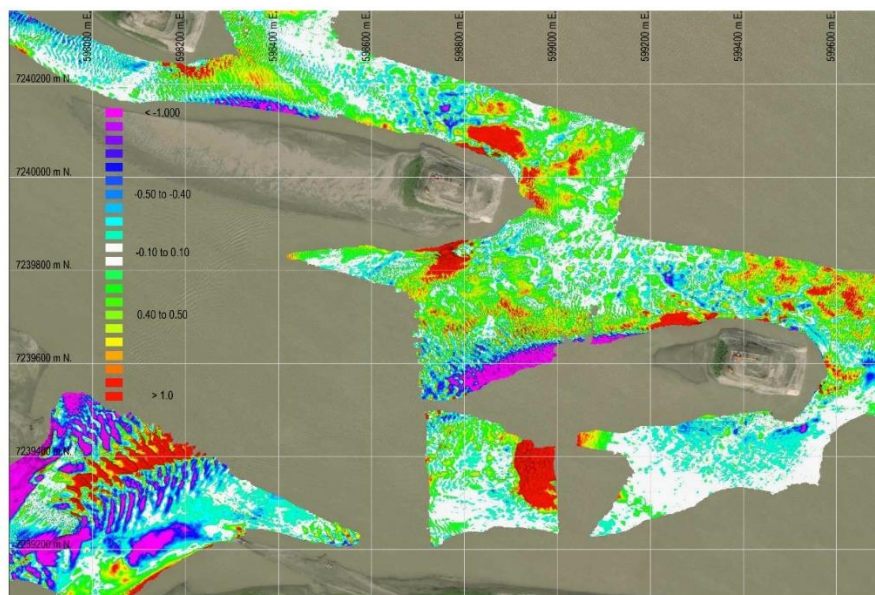 598000 m E.
598200 m E.
598400 m E.
598600 m E.
598800 m E.
599000 m E.
599200 m E.
599400 m E.
599600 m E.
7240200 m N.
< -1.000
7240000 m N.
-0.50 to -0.40
-0.10 to 0.10
7239800 m N.
0.40 to 0.50
7239600 m N.
> 1.0
7239400 m N.
7239200 m N.